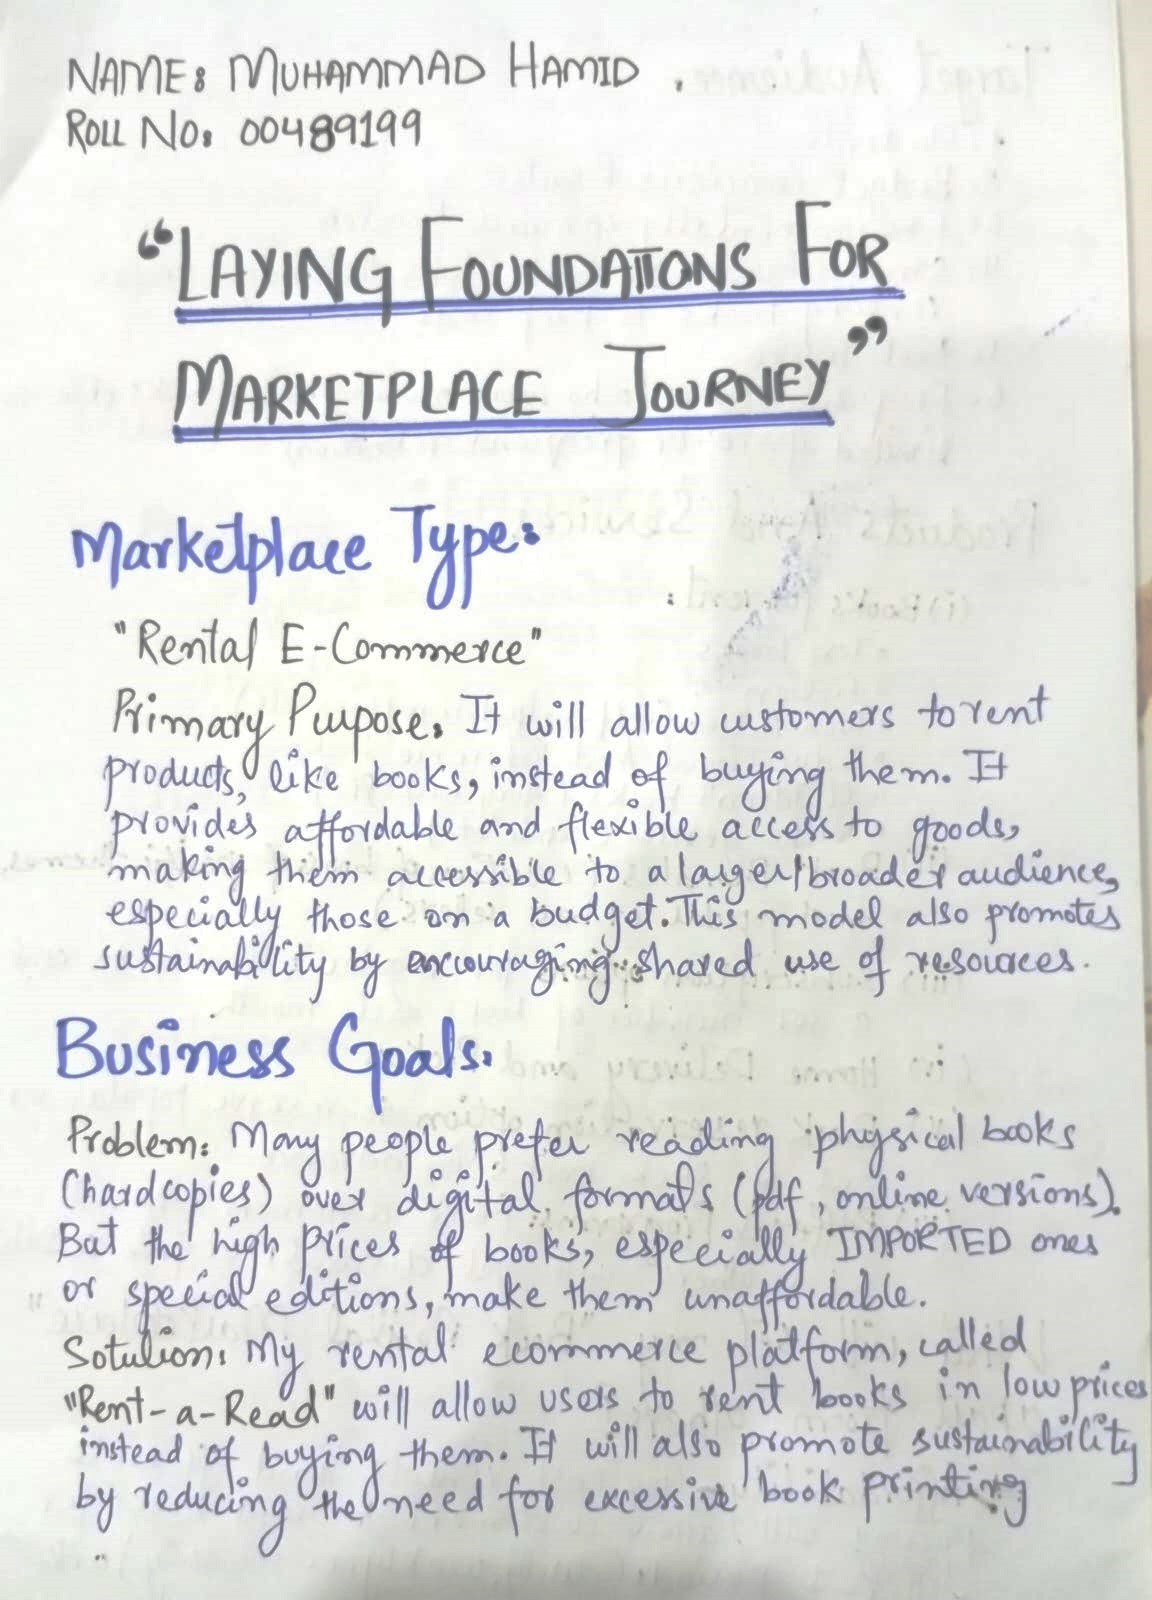 NAME: MUHAMMAD HAMID.
ROLL NO: 00489199
"LAYING FOUNDATIONS FOR
MARKETPLACE JOURNEY"
Marketplace Type:
"Rental E-Commerce"
Primary Purpose: It will allow customers to rent
products, like books, instead of buying them. It
provides affordable and flexible access to goods,
making them accessible to a larger/broader audience,
especially those on a budget. This model also promotes
sustainability by encouraging shared use of resources.
Business Goals:
Problem: Many people prefer reading physical books
(hardcopies) over digital formats (pdf, online versions).
But the high prices of books, especially IMPORTED ones
or special editions, make them unaffordable.
Sotulion: My rental ecommerce platform, called
"Rent-a-Read" will allow users to rent books in low prices
instead of buying them. It will also promote sustainability
by reducing the need for excessive book printing